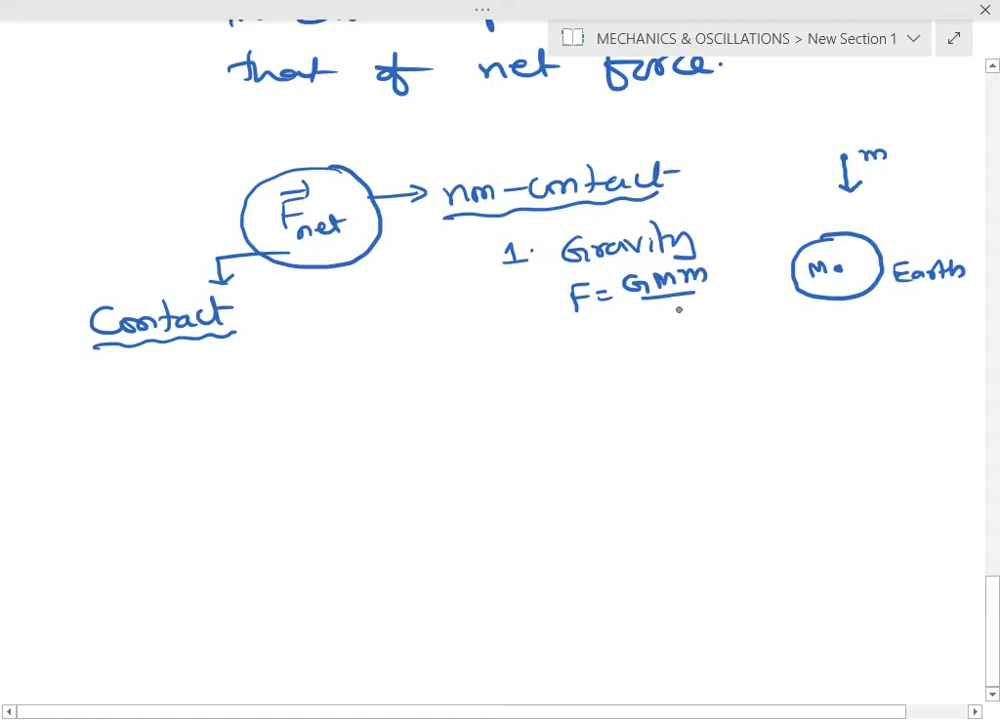 MECHANICS & OSCILLATIONS > New Section 1
that of net force.
F net
non-contact
Contact
1. Gravity
F = GMm
m
M
Earth